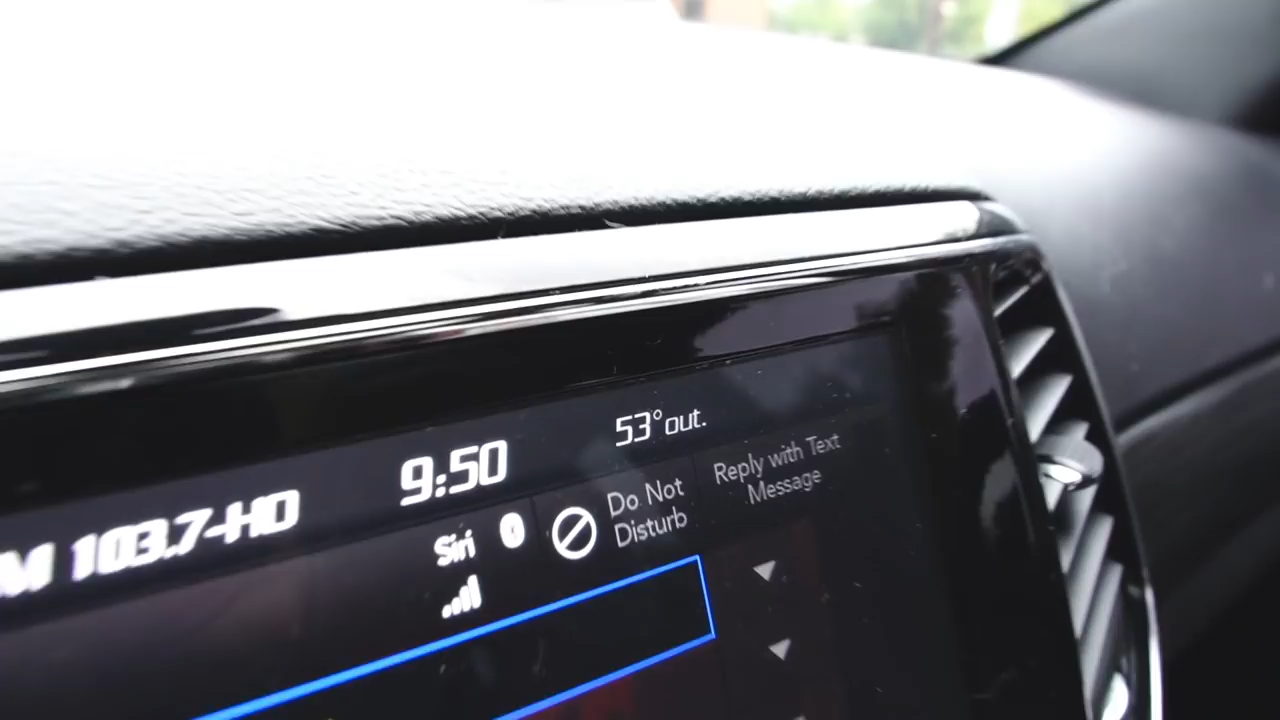 M 103.7-HD
9:50
53° out.
Siri
Do Not
Disturb
Reply with Text
Message